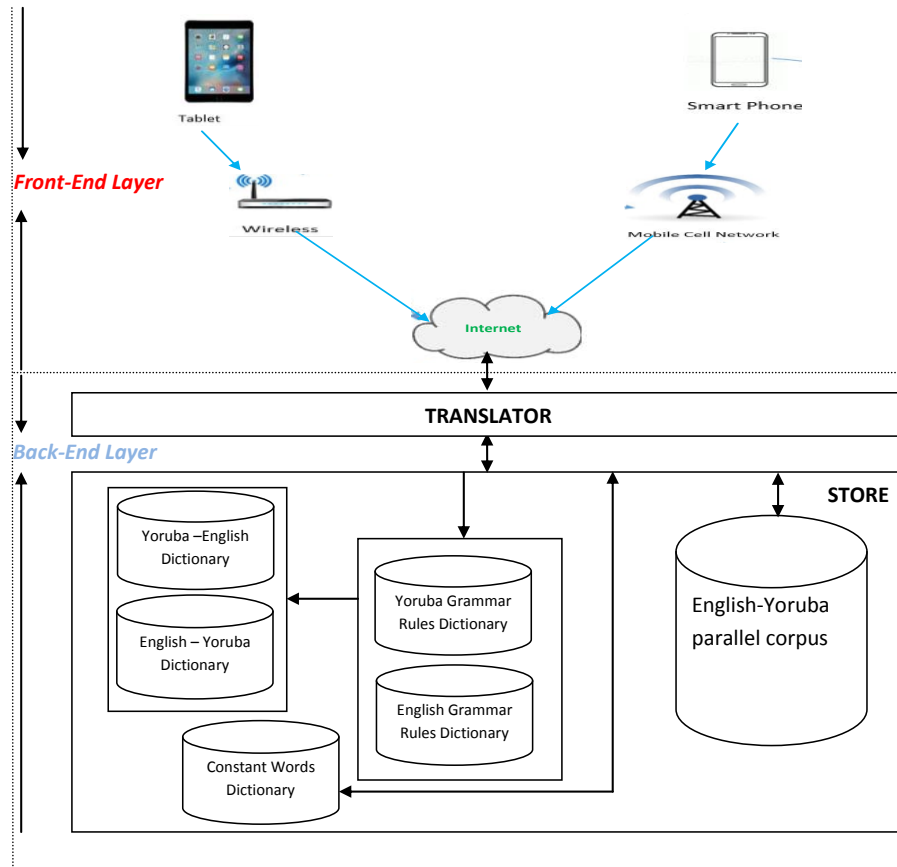 Tablet
Smart Phone
Front-End Layer
Wireless
Mobile Cell Network
Internet
TRANSLATOR
Back-End Layer
STORE
Yoruba –English
Dictionary
English – Yoruba
Dictionary
Yoruba Grammar
Rules Dictionary
English Grammar
Rules Dictionary
Constant Words
Dictionary
English-Yoruba
parallel corpus